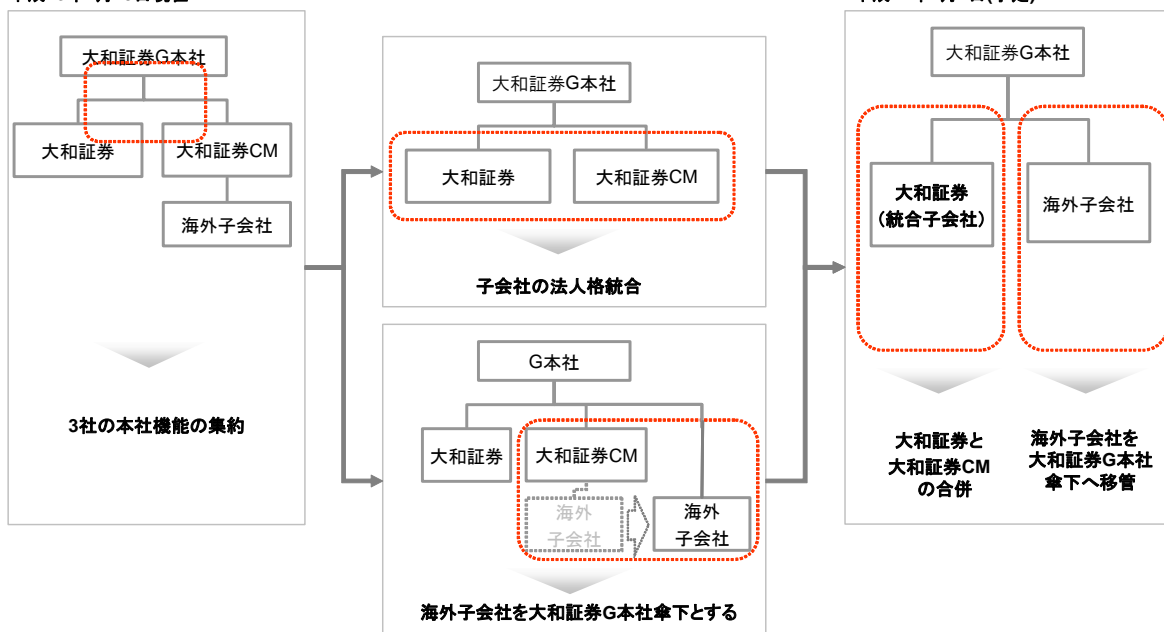 大和証券G本社
大和証券
大和証券CM
海外子会社
3社の本社機能の集約
大和証券G本社
大和証券
大和証券CM
子会社の法人格統合
G本社
大和証券
大和証券CM
海外
子会社
海外
子会社
海外子会社を大和証券G本社傘下とする
大和証券G本社
大和証券
(統合子会社)
海外子会社
大和証券と
大和証券CM
の合併
海外子会社を
大和証券G本社
傘下へ移管